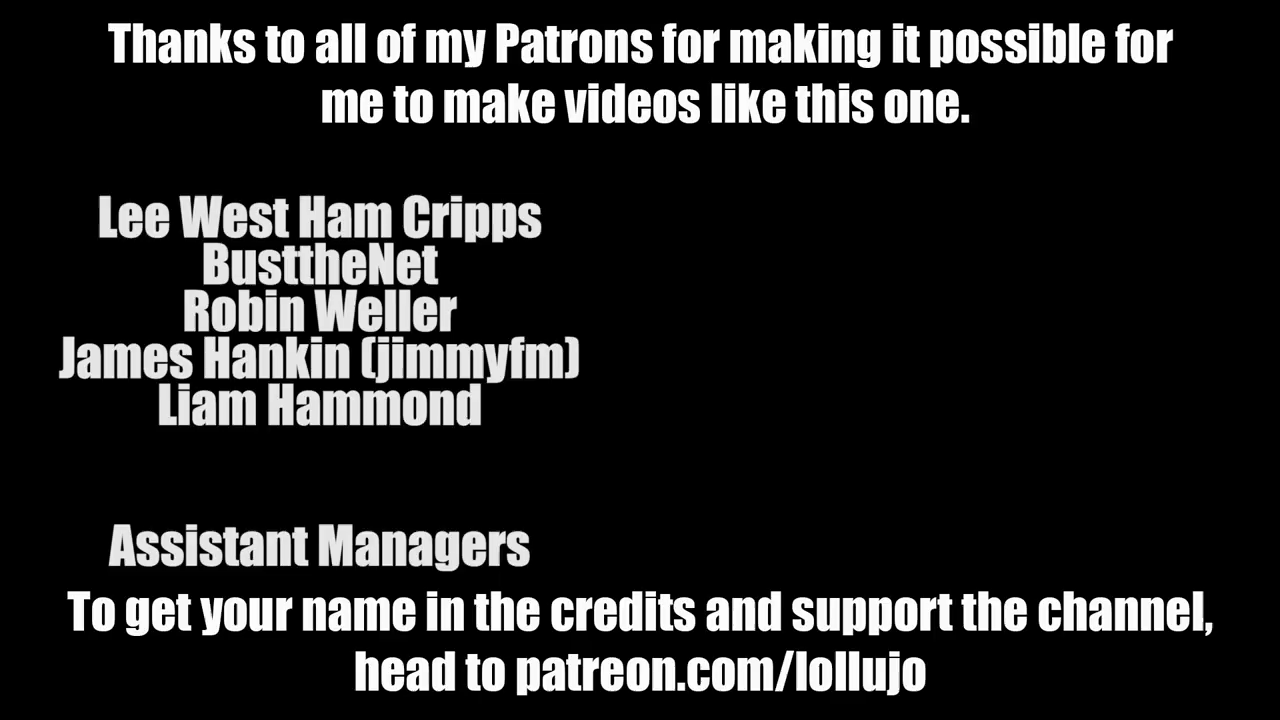 Thanks to all of my Patrons for making it possible for
me to make videos like this one.
Lee West Ham Cripps
BusttheNet
Robin Weller
James Hankin (jimmyfm)
Liam Hammond
Assistant Managers
To get your name in the credits and support the channel,
head to patreon.com/lollujo